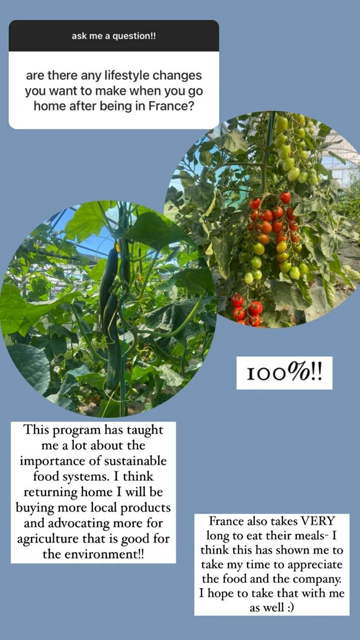 ask me a question!!
are there any lifestyle changes
you want to make when you go
home after being in France?
100%!!
This program has taught
me a lot about the
importance of sustainable
food systems. I think
returning home I will be
buying more local products
and advocating more for
agriculture that is good for
the environment!!
France also takes VERY
long to eat their meals- I
think this has shown me to
take my time to appreciate
the food and the company.
I hope to take that with me
as well :)